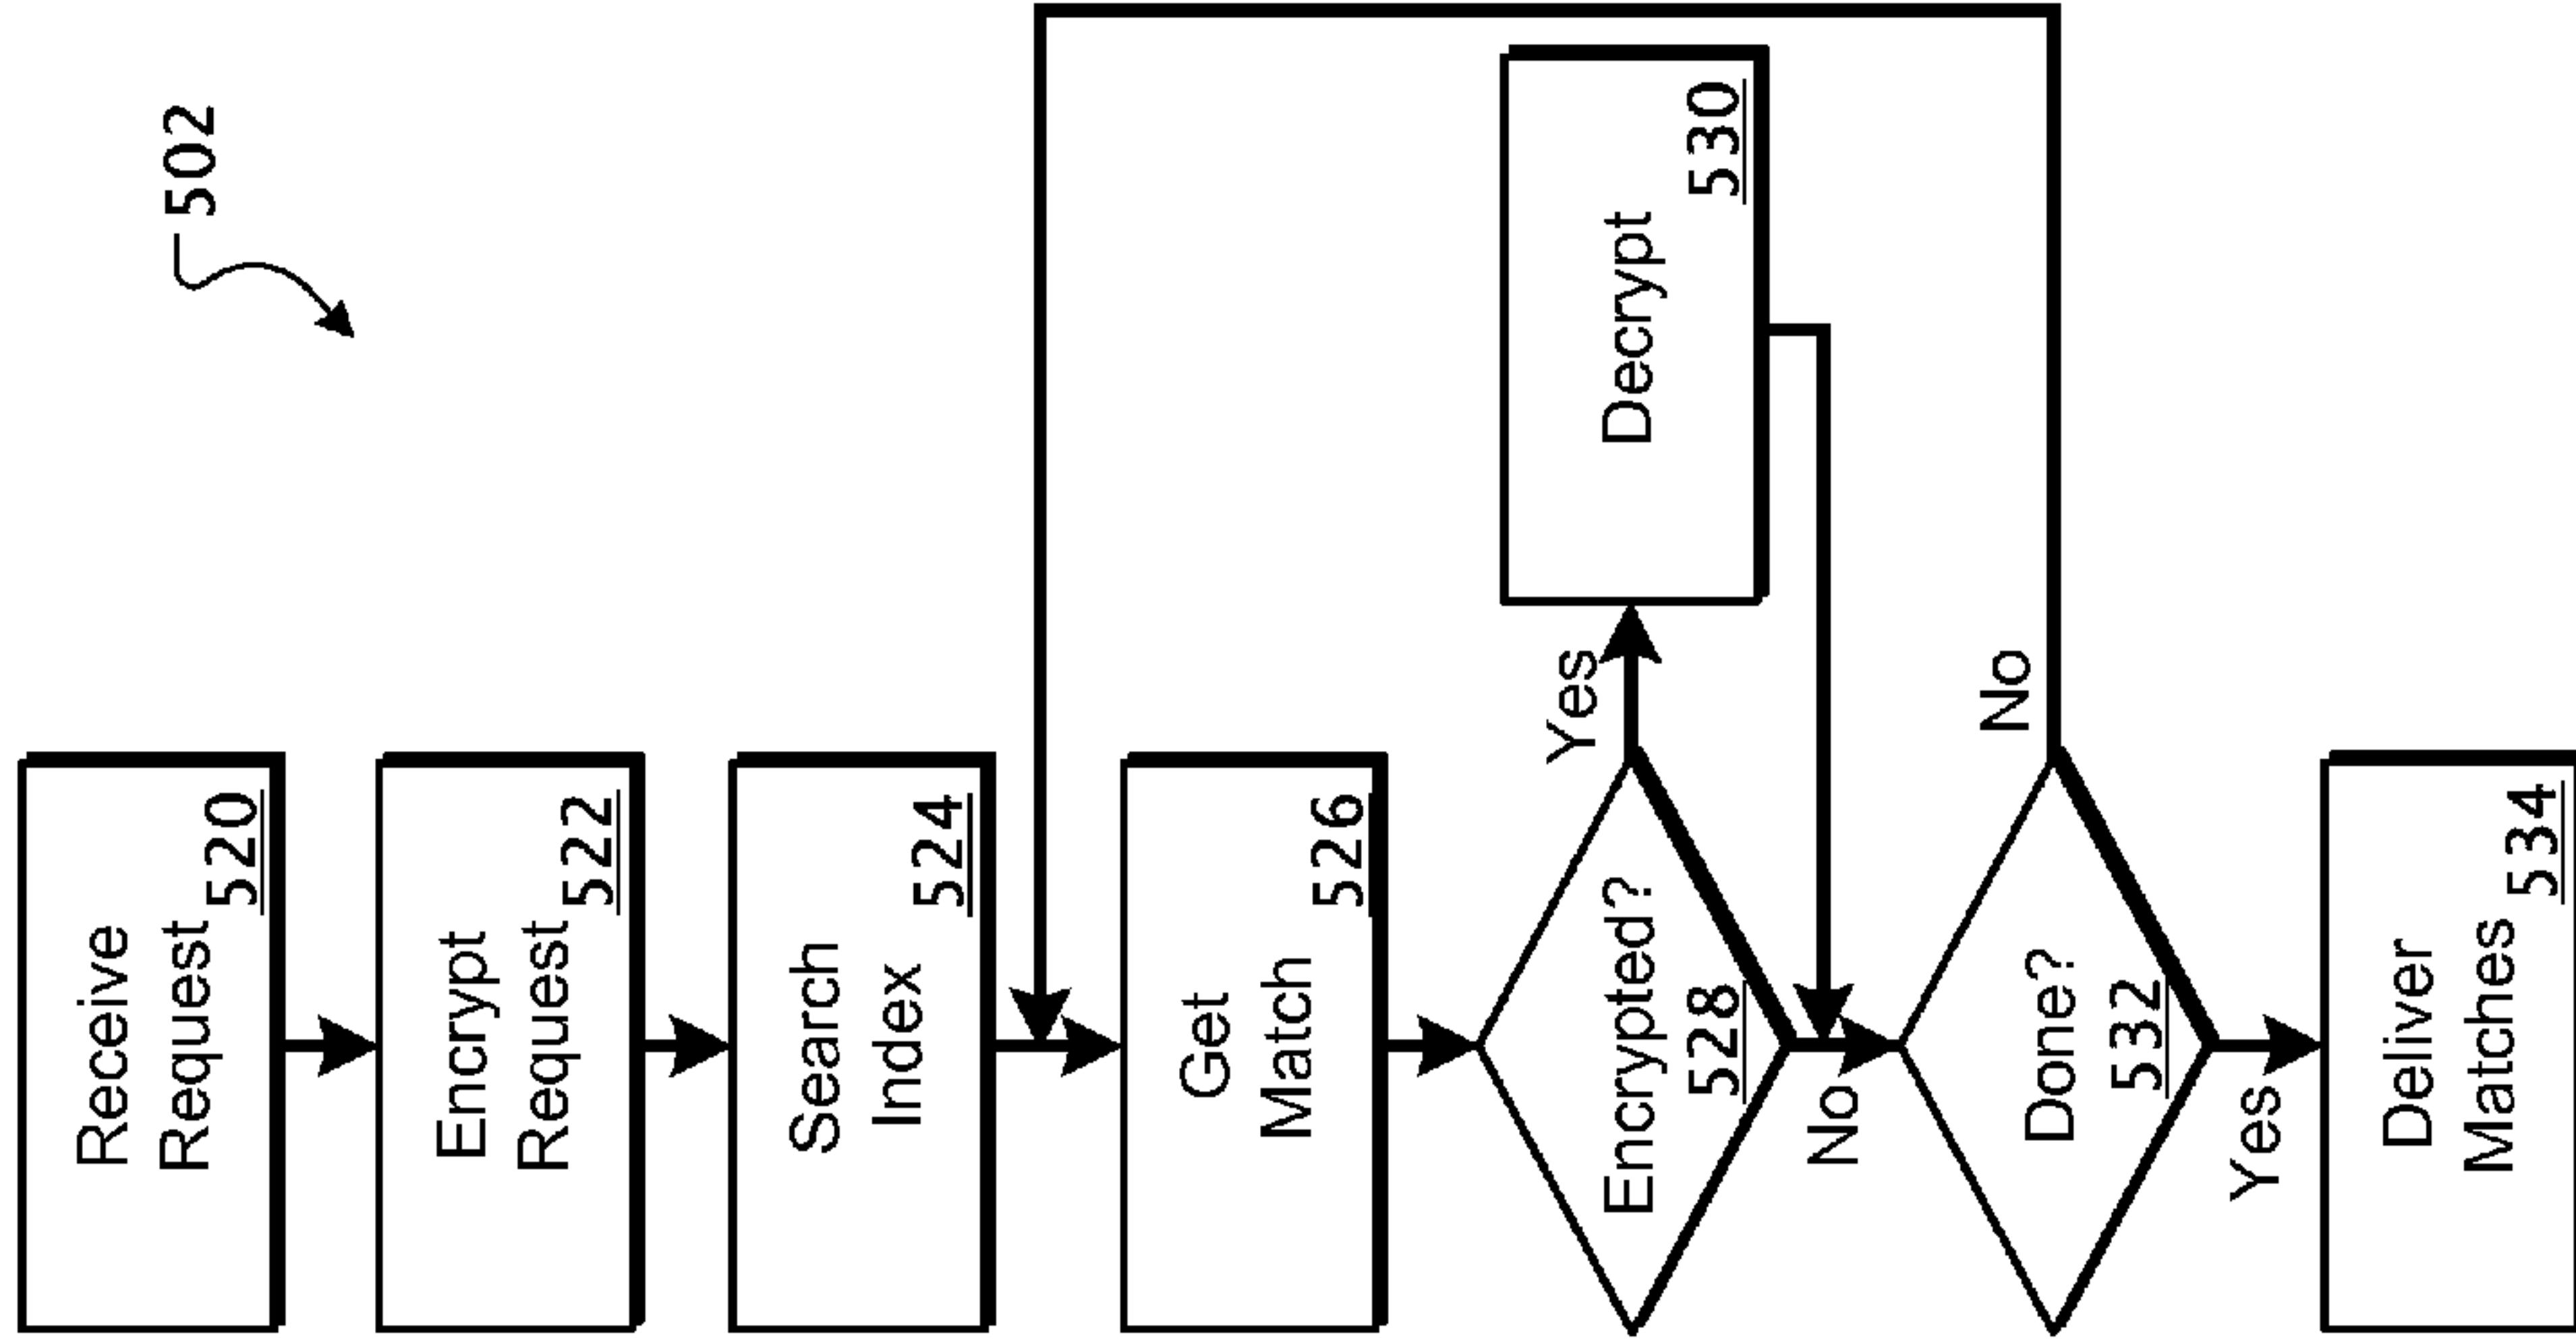 502
Receive
Request
520
Encrypt
Request
522
Search
Index
524
Get
Match
526
Encrypted?
528
Yes
No
Decrypt
530
Done?
532
No
Yes
Deliver
Matches
534